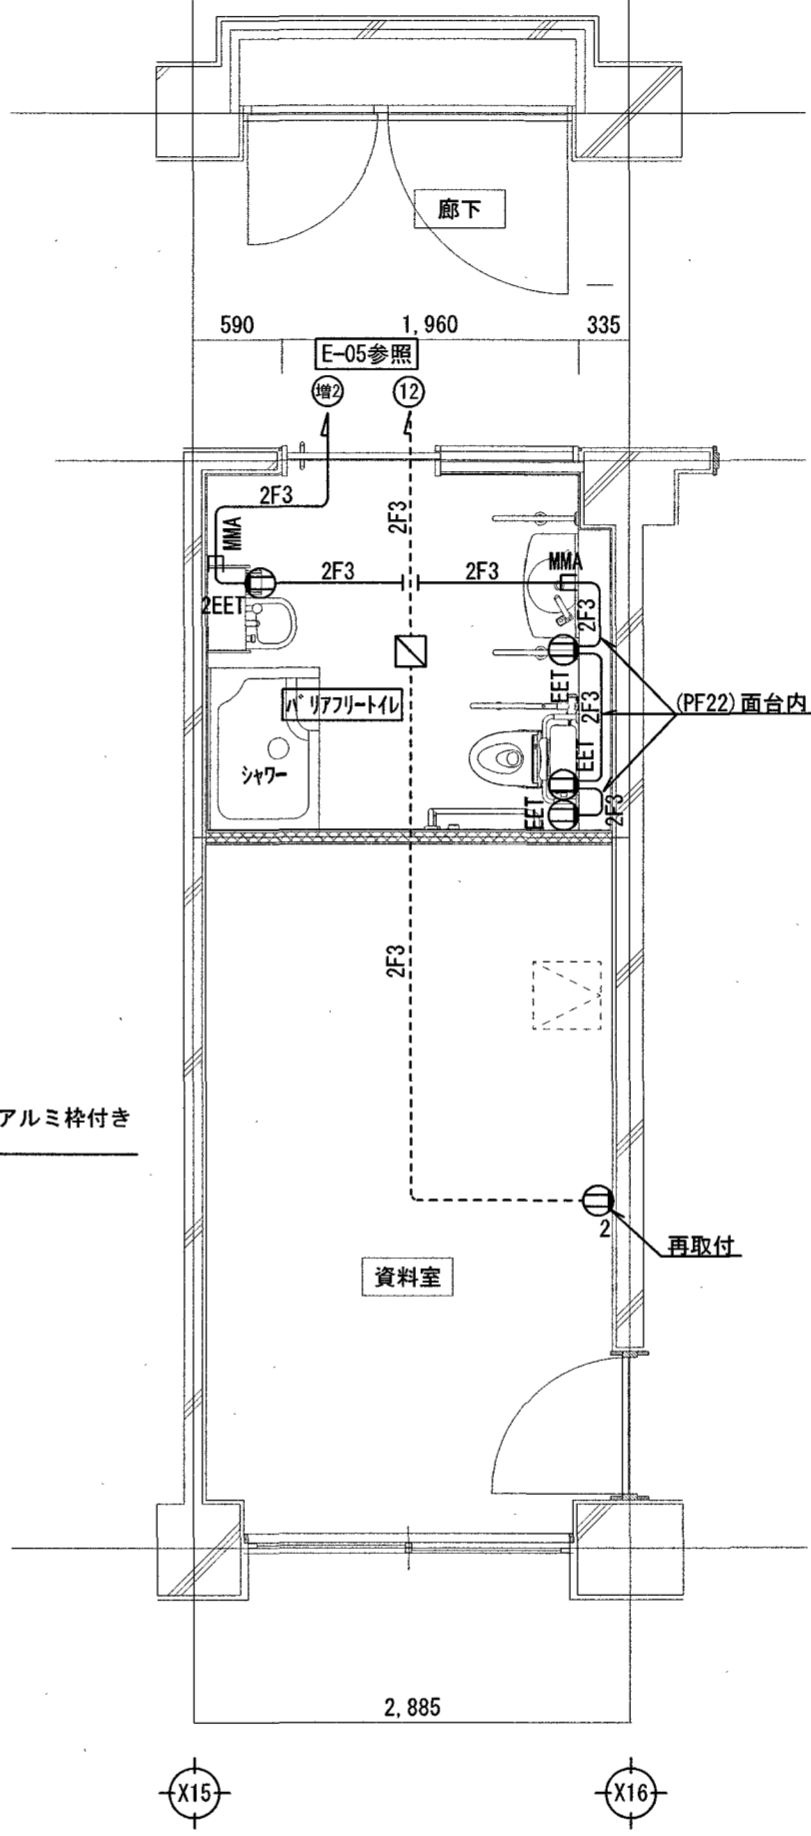 廊下
590
1,960
335
E-05参照
増2
12
2F3
2F3
MMA
2F3
2F3
MMA
2EET
2F3
EET
2F3
(PF22)面台内
バリアフリートイレ
シャワー
EET
EET
2F3
2F3
アルミ枠付き
2
再取付
資料室
2,885
X15
X16